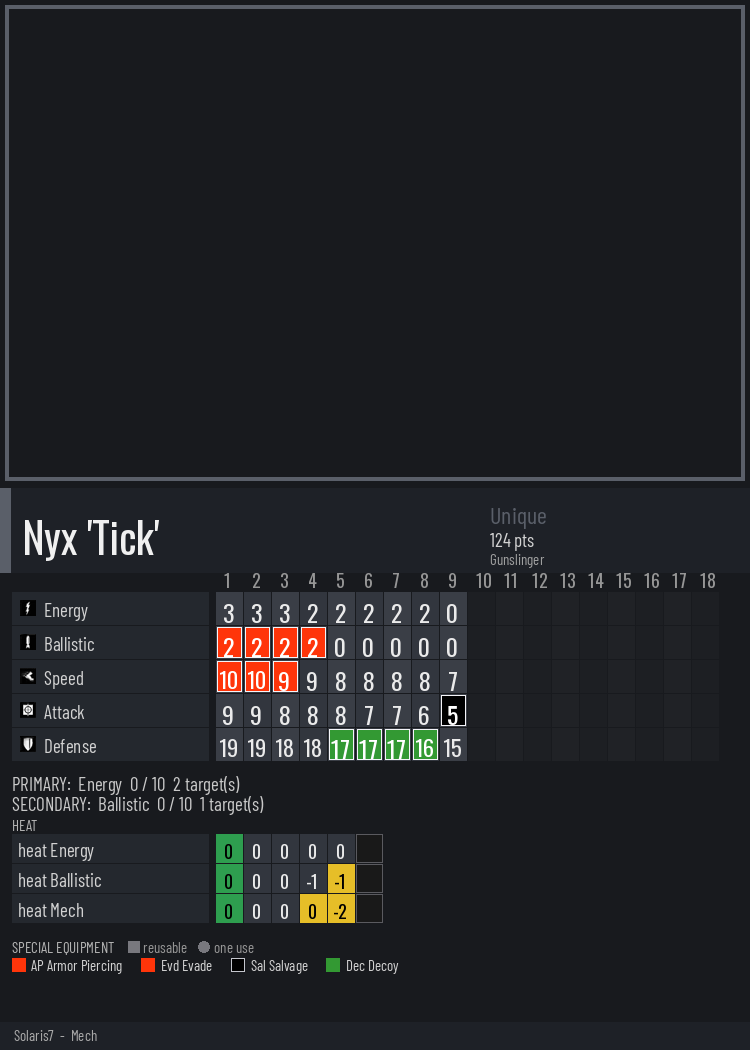 Nyx 'Tick'
Unique
124 pts
Gunslinger
1 2 3 4 5 6 7 8 9 10 11 12 13 14 15 16 17 18
Energy 3 3 3 2 2 2 2 2 0
Ballistic 2 2 2 2 0 0 0 0 0
Speed 10 10 9 9 8 8 8 8 7
Attack 9 9 8 8 8 7 7 6 5
Defense 19 19 18 18 17 17 17 16 15
PRIMARY: Energy 0 / 10 2 target(s)
SECONDARY: Ballistic 0 / 10 1 target(s)
HEAT
heat Energy 0 0 0 0 0
heat Ballistic 0 0 0 -1 -1
heat Mech 0 0 0 0 -2
SPECIAL EQUIPMENT reusable one use
AP Armor Piercing Evd Evade Sal Salvage Dec Decoy
Solaris7 - Mech